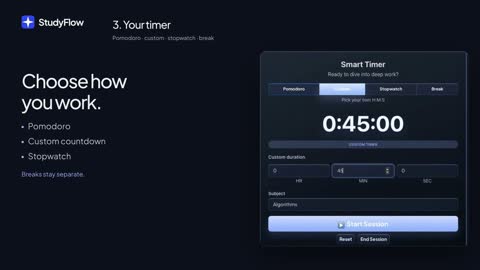 StudyFlow
3. Your timer
Pomodoro · custom · stopwatch · break
Choose how
you work.
• Pomodoro
• Custom countdown
• Stopwatch
Breaks stay separate.
Smart Timer
Ready to dive into deep work?
Pomodoro
Stopwatch
Break
Pick your own H:M:S
0:45:00
CUSTOM TIMER
Custom duration
0
45
0
HR
MIN
SEC
Subject
Algorithms
Start Session
Reset
End Session